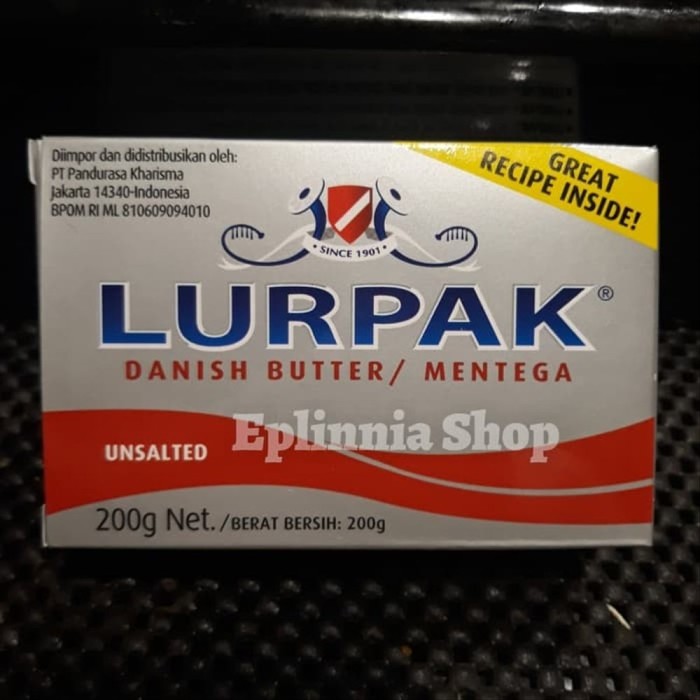 Diimpor dan didistribusikan oleh:
PT Pandurasa Kharisma
Jakarta 14340-Indonesia
BPOM RI ML 810609094010
GREAT
RECIPE INSIDE!
• SINCE 1901 •
LURPAK®
DANISH BUTTER/ MENTEGA
UNSALTED
Eplinnia Shop
200g Net./BERAT BERSIH: 200g